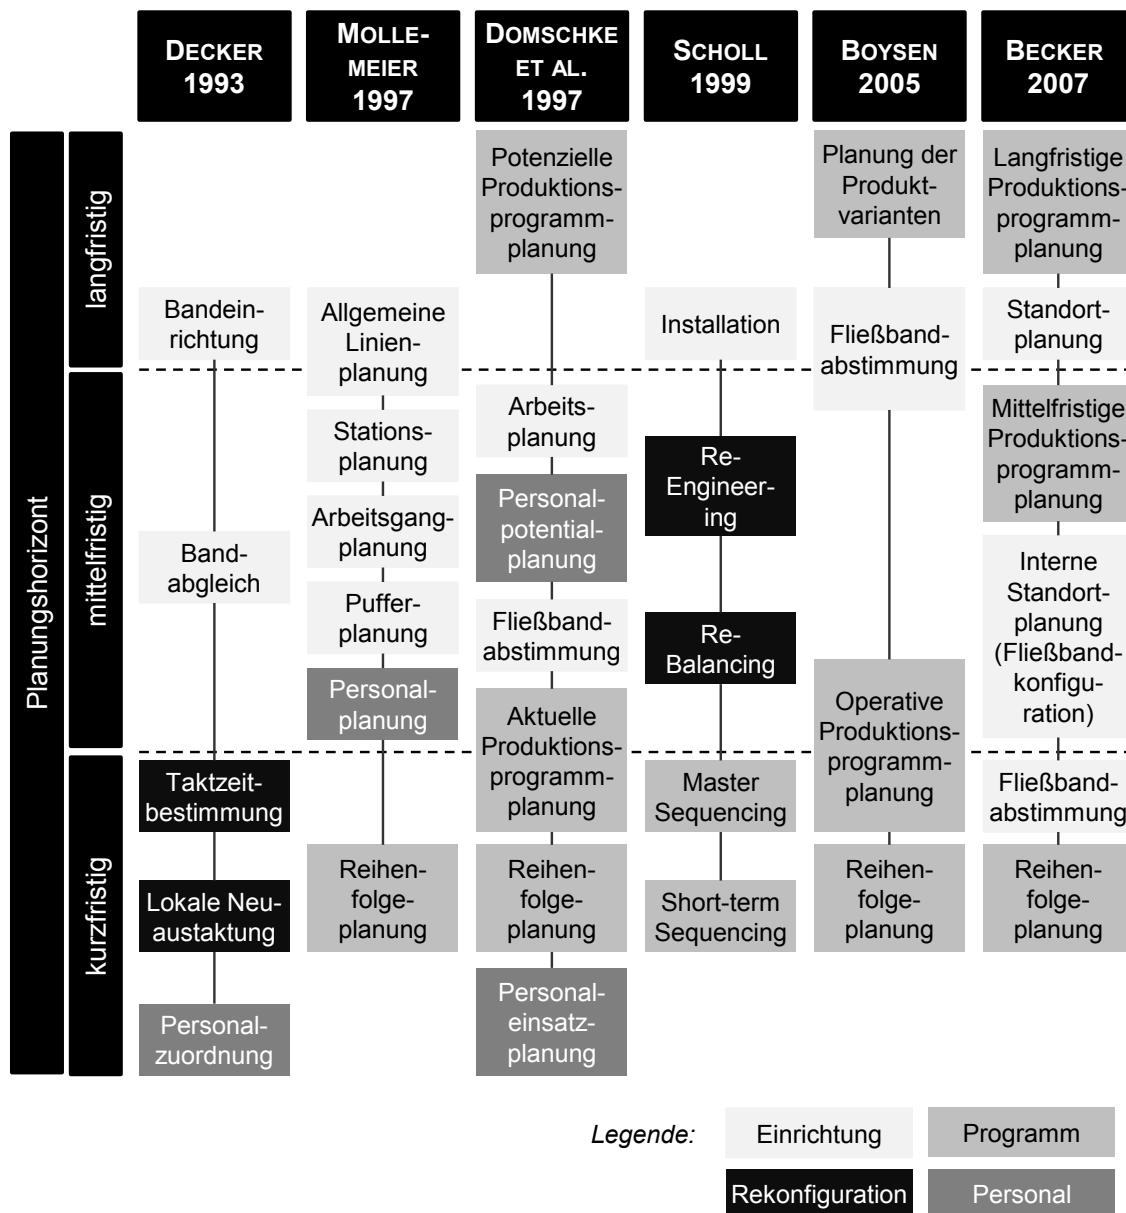 DECKER
1993
MOLLE-
MEIER
1997
DOMSCHKE
ET AL.
1997
SCHOLL
1999
BOYSEN
2005
BECKER
2007
Planungshorizont
langfristig
mittelfristig
kurzfristig
Bandein-
richtung
Band-
abgleich
Taktzeit-
bestimmung
Lokale Neu-
austaktung
Personal-
zuordnung
Allgemeine
Linien-
planung
Stations-
planung
Arbeitsgang-
planung
Puffer-
planung
Personal-
planung
Reihen-
folge-
planung
Potenzielle
Produktions-
programm-
planung
Arbeits-
planung
Personal-
potential-
planung
Fließband-
abstimmung
Aktuelle
Produktions-
programm-
planung
Reihen-
folge-
planung
Personal-
einsatz-
planung
Installation
Re-
Engineer-
ing
Re-
Balancing
Master
Sequencing
Short-term
Sequencing
Planung der
Produkt-
varianten
Fließband-
abstimmung
Operative
Produktions-
programm-
planung
Reihen-
folge-
planung
Langfristige
Produktions-
programm-
planung
Standort-
planung
Mittelfristige
Produktions-
programm-
planung
Interne
Standort-
planung
(Fließband-
konfigu-
ration)
Fließband-
abstimmung
Reihen-
folge-
planung
Legende:
Einrichtung
Programm
Rekonfiguration
Personal